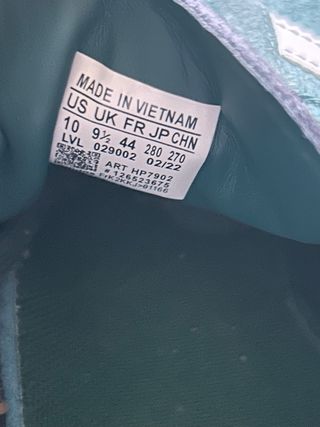 MADE IN VIETNAM
US UK FR JP CHN
10 9½ 44 280 270
LVL 029002 02/22
ART HP7902
# 126523675